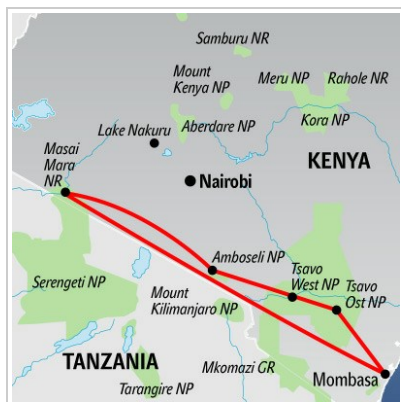 Samburu NR
Mount
Kenya NP
Meru NP
Rahole NR
Lake Nakuru
Aberdare NP
Kora NP
Masai
Mara
NR
KENYA
Nairobi
Amboseli NP
Tsavo
West NP
Tsavo
Ost NP
Serengeti NP
Mount
Kilimanjaro NP
TANZANIA
Mkomazi GR
Mombasa
Tarangire NP